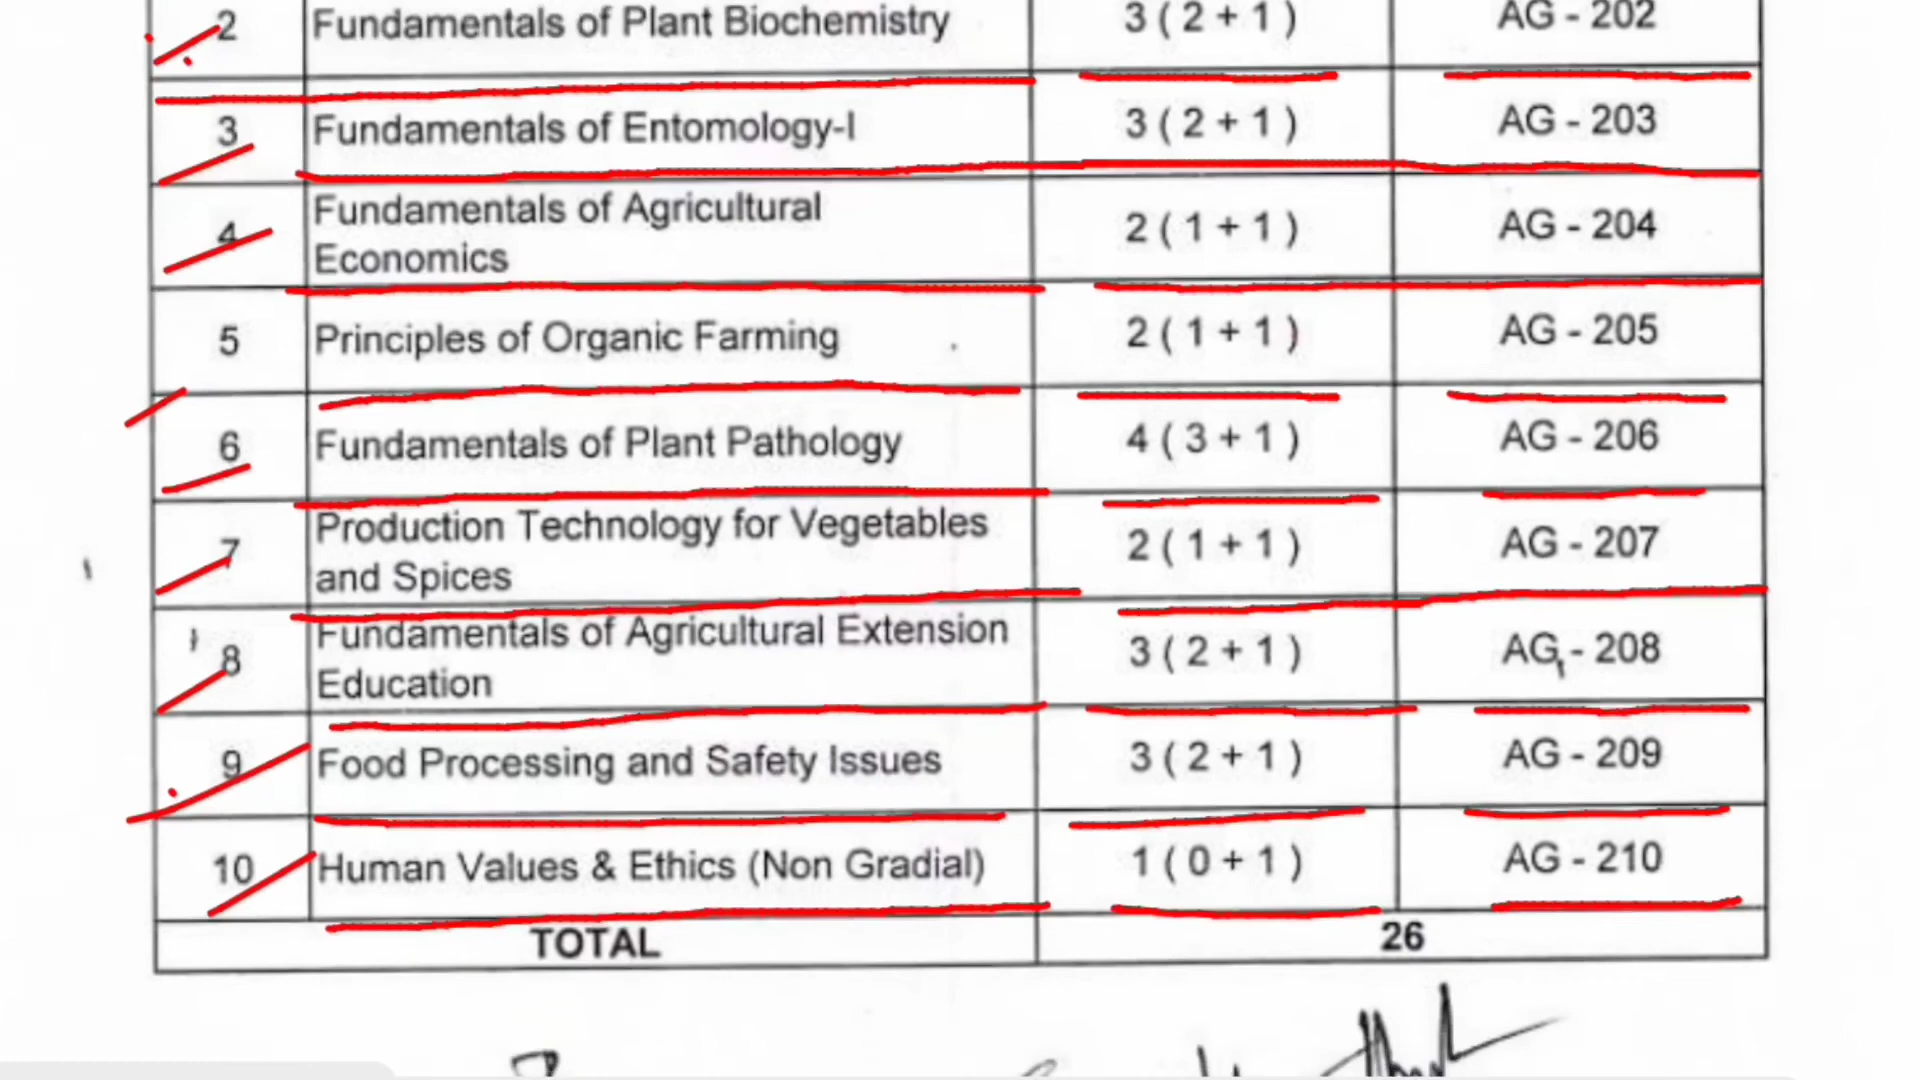 2 Fundamentals of Plant Biochemistry 3 ( 2 + 1 ) AG - 202
3 Fundamentals of Entomology-I 3 ( 2 + 1 ) AG - 203
4 Fundamentals of Agricultural Economics 2 ( 1 + 1 ) AG - 204
5 Principles of Organic Farming 2 ( 1 + 1 ) AG - 205
6 Fundamentals of Plant Pathology 4 ( 3 + 1 ) AG - 206
7 Production Technology for Vegetables and Spices 2 ( 1 + 1 ) AG - 207
8 Fundamentals of Agricultural Extension Education 3 ( 2 + 1 ) AG - 208
9 Food Processing and Safety Issues 3 ( 2 + 1 ) AG - 209
10 Human Values & Ethics (Non Gradial) 1 ( 0 + 1 ) AG - 210
TOTAL 26